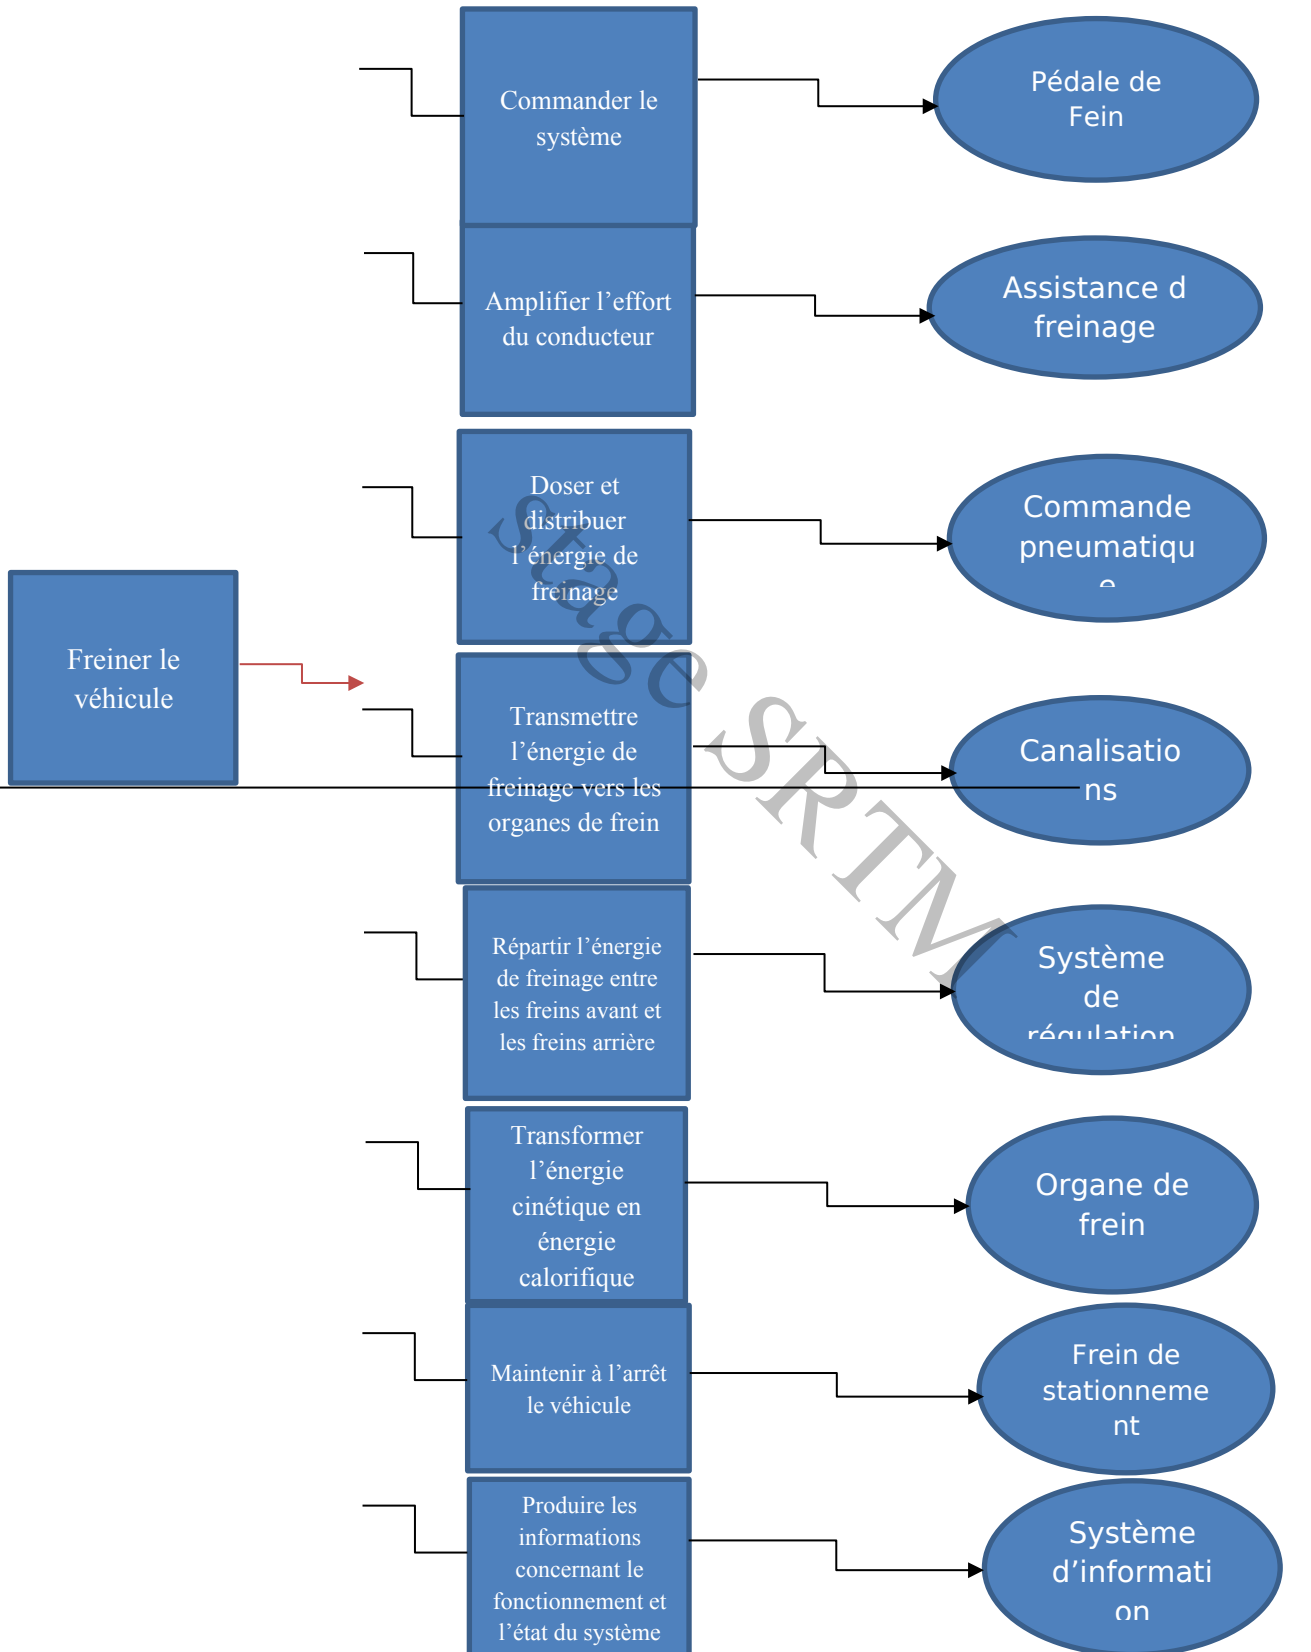 Commander le
système
Pédale de
Fein
Amplifier l’effort
du conducteur
Assistance d
freinage
Doser et
distribuer
l’énergie de
freinage
Commande
pneumatiqu
e
Freiner le
véhicule
Transmettre
l’énergie de
freinage vers les
organes de frein
Canalisatio
ns
Répartir l’énergie
de freinage entre
les freins avant et
les freins arrière
Système
de
régulation
Transformer
l’énergie
cinétique en
énergie
calorifique
Organe de
frein
Maintenir à l’arrêt
le véhicule
Frein de
stationneme
nt
Produire les
informations
concernant le
fonctionnement et
l’état du système
Système
d’informati
on
stage SRTM